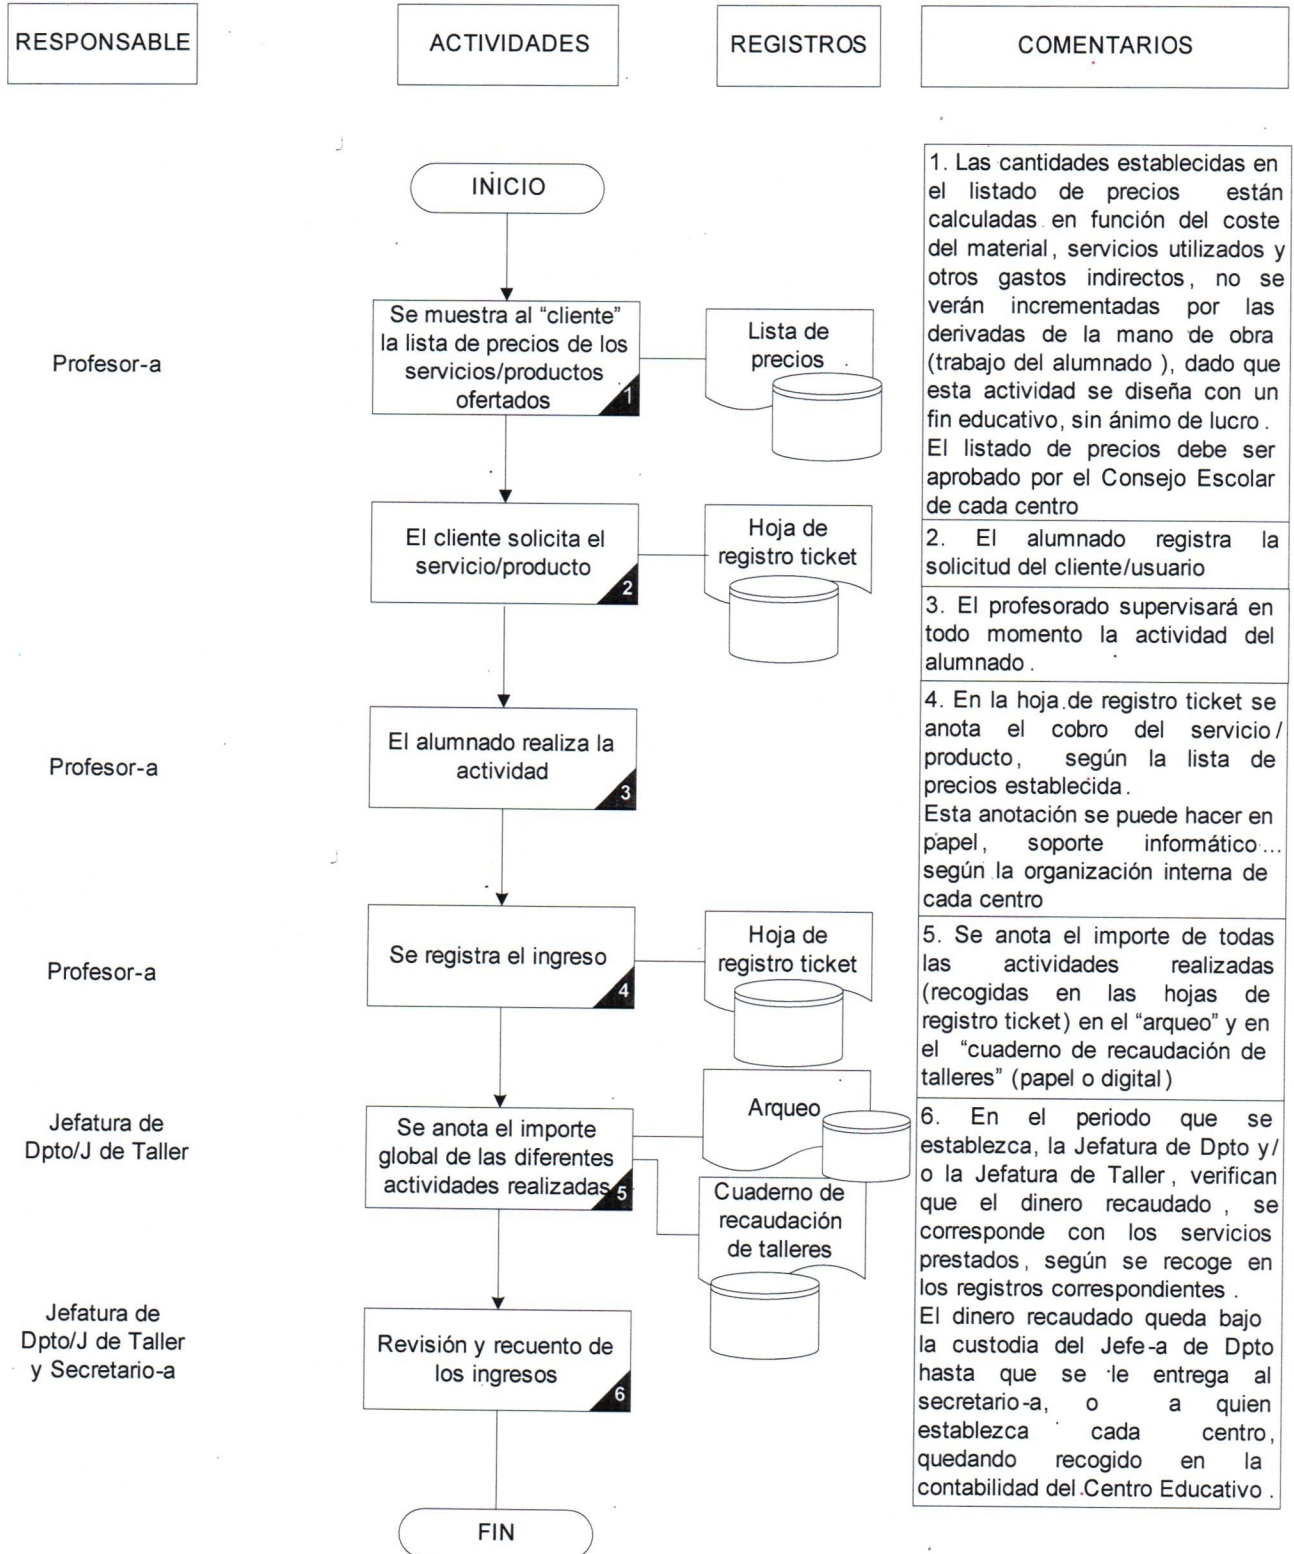 RESPONSABLE
ACTIVIDADES
REGISTROS
COMENTARIOS
INICIO
Profesor-a
Se muestra al “cliente”
la lista de precios de los
servicios/productos
ofertados
1
Lista de
precios
El cliente solicita el
servicio/producto
2
Hoja de
registro ticket
Profesor-a
El alumnado realiza la
actividad
3
Profesor-a
Se registra el ingreso
4
Hoja de
registro ticket
Jefatura de
Dpto/J de Taller
Se anota el importe
global de las diferentes
actividades realizadas
5
Arqueo
Cuaderno de
recaudación
de talleres
Jefatura de
Dpto/J de Taller
y Secretario-a
Revisión y recuento de
los ingresos
6
FIN
1. Las cantidades establecidas en
el listado de precios están
calculadas en función del coste
del material, servicios utilizados y
otros gastos indirectos, no se
verán incrementadas por las
derivadas de la mano de obra
(trabajo del alumnado ), dado que
esta actividad se diseña con un
fin educativo, sin ánimo de lucro .
El listado de precios debe ser
aprobado por el Consejo Escolar
de cada centro
2. El alumnado registra la
solicitud del cliente/usuario
3. El profesorado supervisará en
todo momento la actividad del
alumnado .
4. En la hoja de registro ticket se
anota el cobro del servicio/
producto, según la lista de
precios establecida.
Esta anotación se puede hacer en
papel, soporte informático...
según la organización interna de
cada centro
5. Se anota el importe de todas
las actividades realizadas
(recogidas en las hojas de
registro ticket) en el “arqueo” y en
el “cuaderno de recaudación de
talleres” (papel o digital)
6. En el periodo que se
establezca, la Jefatura de Dpto y/
o la Jefatura de Taller, verifican
que el dinero recaudado , se
corresponde con los servicios
prestados, según se recoge en
los registros correspondientes .
El dinero recaudado queda bajo
la custodia del Jefe-a de Dpto
hasta que se le entrega al
secretario-a, o a quien
establezca cada centro,
quedando recogido en la
contabilidad del Centro Educativo .